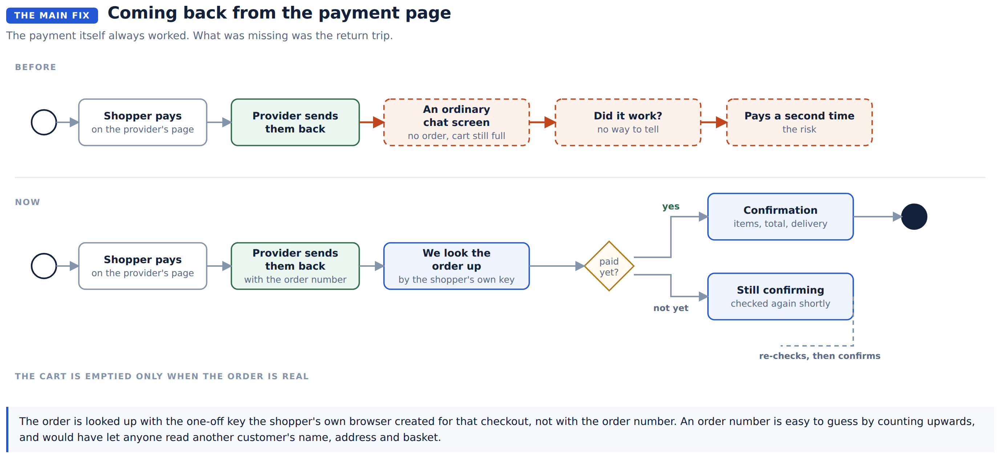 THE MAIN FIX
Coming back from the payment page
The payment itself always worked. What was missing was the return trip.
BEFORE
Shopper pays
on the provider's page
Provider sends
them back
An ordinary
chat screen
no order, cart still full
Did it work?
no way to tell
Pays a second time
the risk
NOW
Shopper pays
on the provider's page
Provider sends
them back
with the order number
We look the
order up
by the shopper's own key
paid
yet?
yes
Confirmation
items, total, delivery
not yet
Still confirming
checked again shortly
re-checks, then confirms
THE CART IS EMPTIED ONLY WHEN THE ORDER IS REAL
The order is looked up with the one-off key the shopper's own browser created for that checkout, not with the order number. An order number is easy to guess by counting upwards,
and would have let anyone read another customer's name, address and basket.